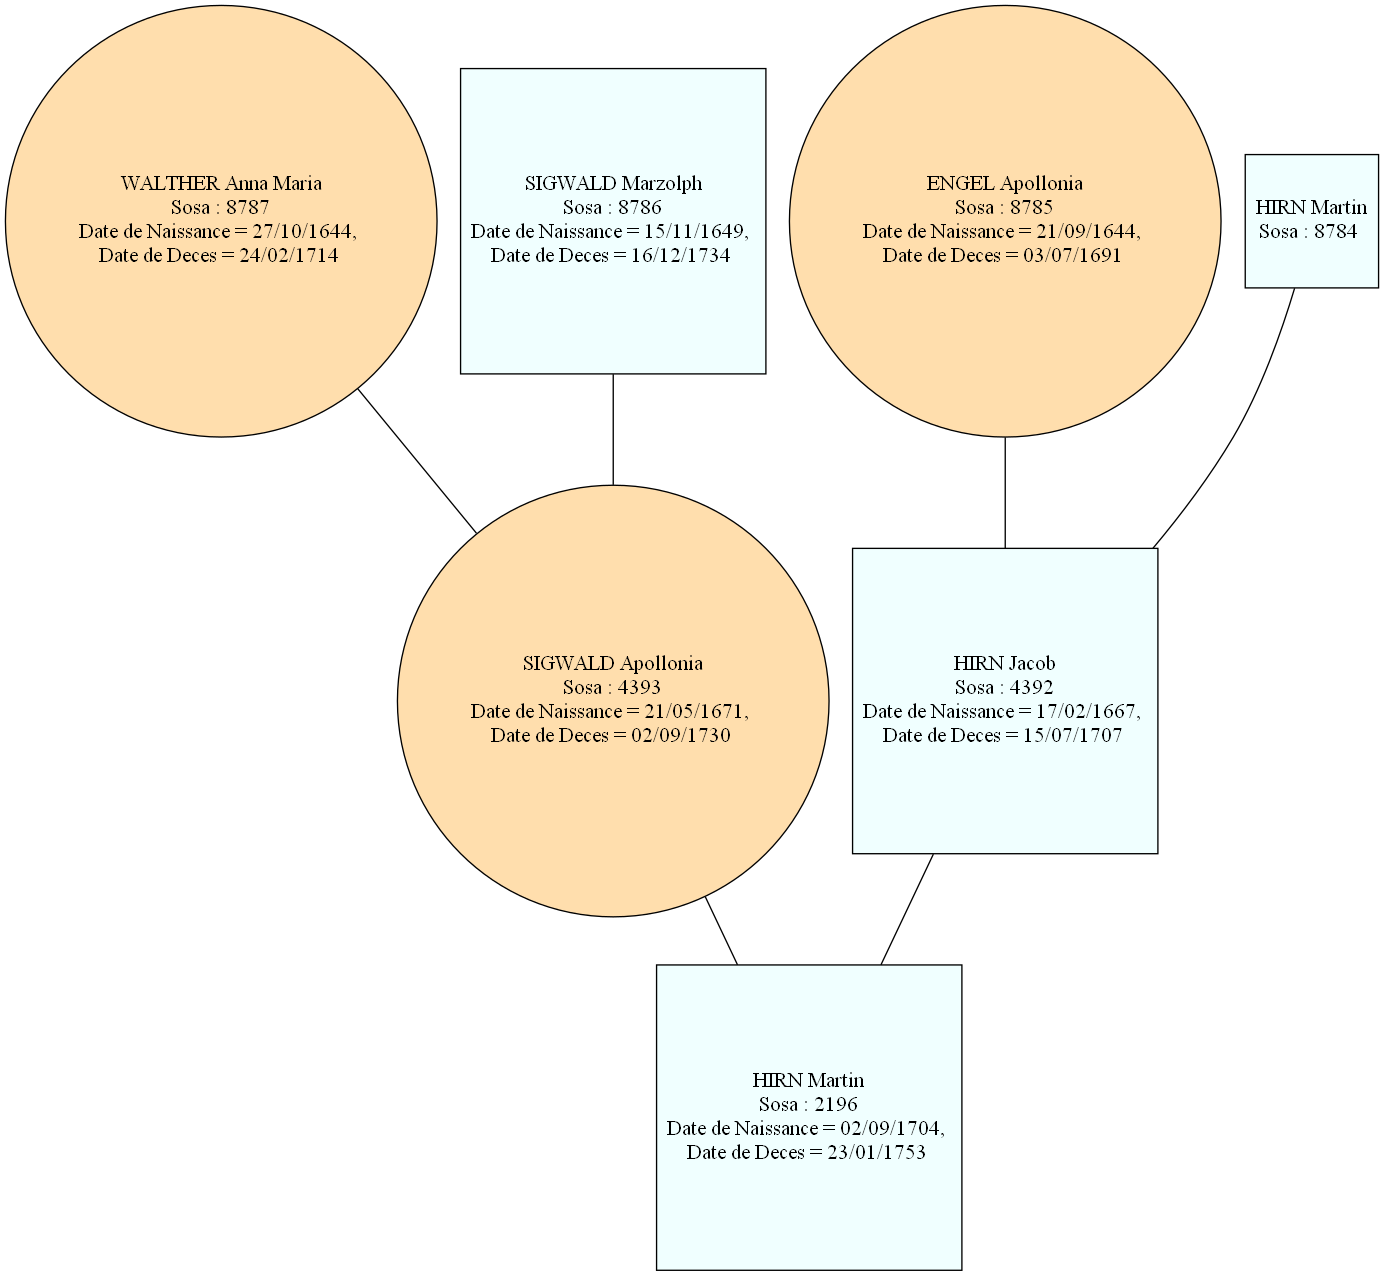 WALTHER Anna Maria
Sosa : 8787
Date de Naissance = 27/10/1644,
Date de Deces = 24/02/1714
SIGWALD Marzolph
Sosa : 8786
Date de Naissance = 15/11/1649,
Date de Deces = 16/12/1734
ENGEL Apollonia
Sosa : 8785
Date de Naissance = 21/09/1644,
Date de Deces = 03/07/1691
HIRN Martin
Sosa : 8784
SIGWALD Apollonia
Sosa : 4393
Date de Naissance = 21/05/1671,
Date de Deces = 02/09/1730
HIRN Jacob
Sosa : 4392
Date de Naissance = 17/02/1667,
Date de Deces = 15/07/1707
HIRN Martin
Sosa : 2196
Date de Naissance = 02/09/1704,
Date de Deces = 23/01/1753